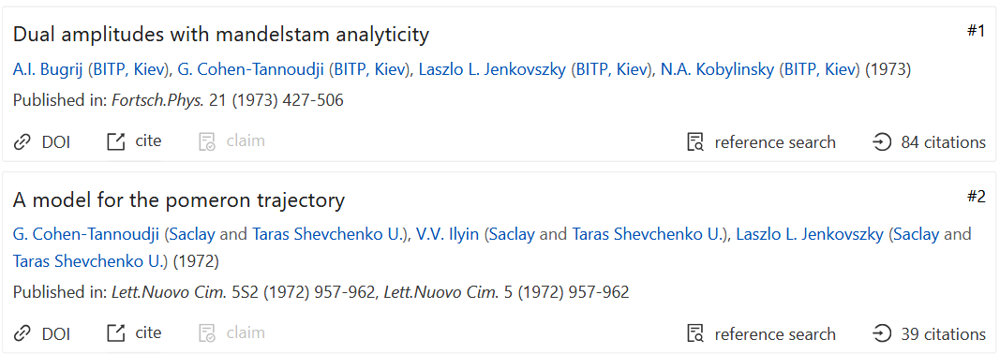 Dual amplitudes with mandelstam analyticity #1
A.I. Bugrij (BITP, Kiev), G. Cohen-Tannoudji (BITP, Kiev), Laszlo L. Jenkovszky (BITP, Kiev), N.A. Kobylinsky (BITP, Kiev) (1973)
Published in: Fortsch.Phys. 21 (1973) 427-506
DOI cite claim reference search 84 citations
A model for the pomeron trajectory #2
G. Cohen-Tannoudji (Saclay and Taras Shevchenko U.), V.V. Ilyin (Saclay and Taras Shevchenko U.), Laszlo L. Jenkovszky (Saclay and
Taras Shevchenko U.) (1972)
Published in: Lett.Nuovo Cim. 5S2 (1972) 957-962, Lett.Nuovo Cim. 5 (1972) 957-962
DOI cite claim reference search 39 citations